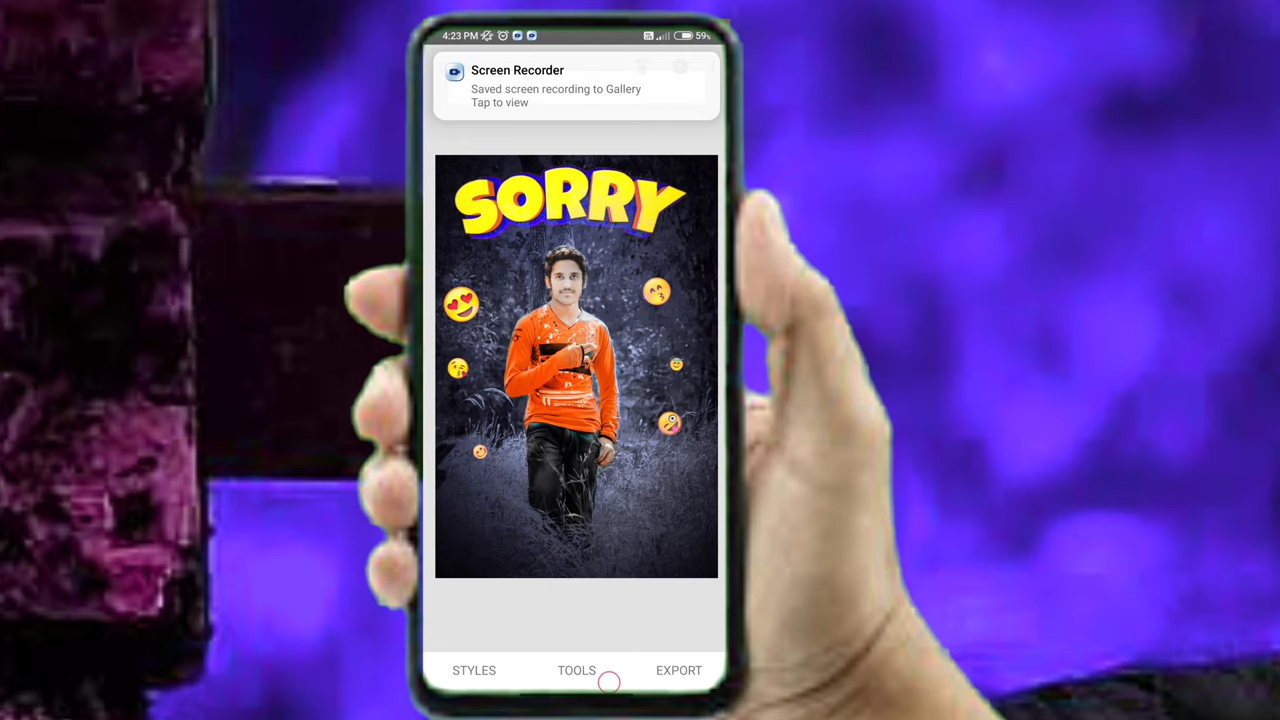 4:23 PM
59%
Screen Recorder
Saved screen recording to Gallery
Tap to view
SORRY
STYLES
TOOLS
EXPORT